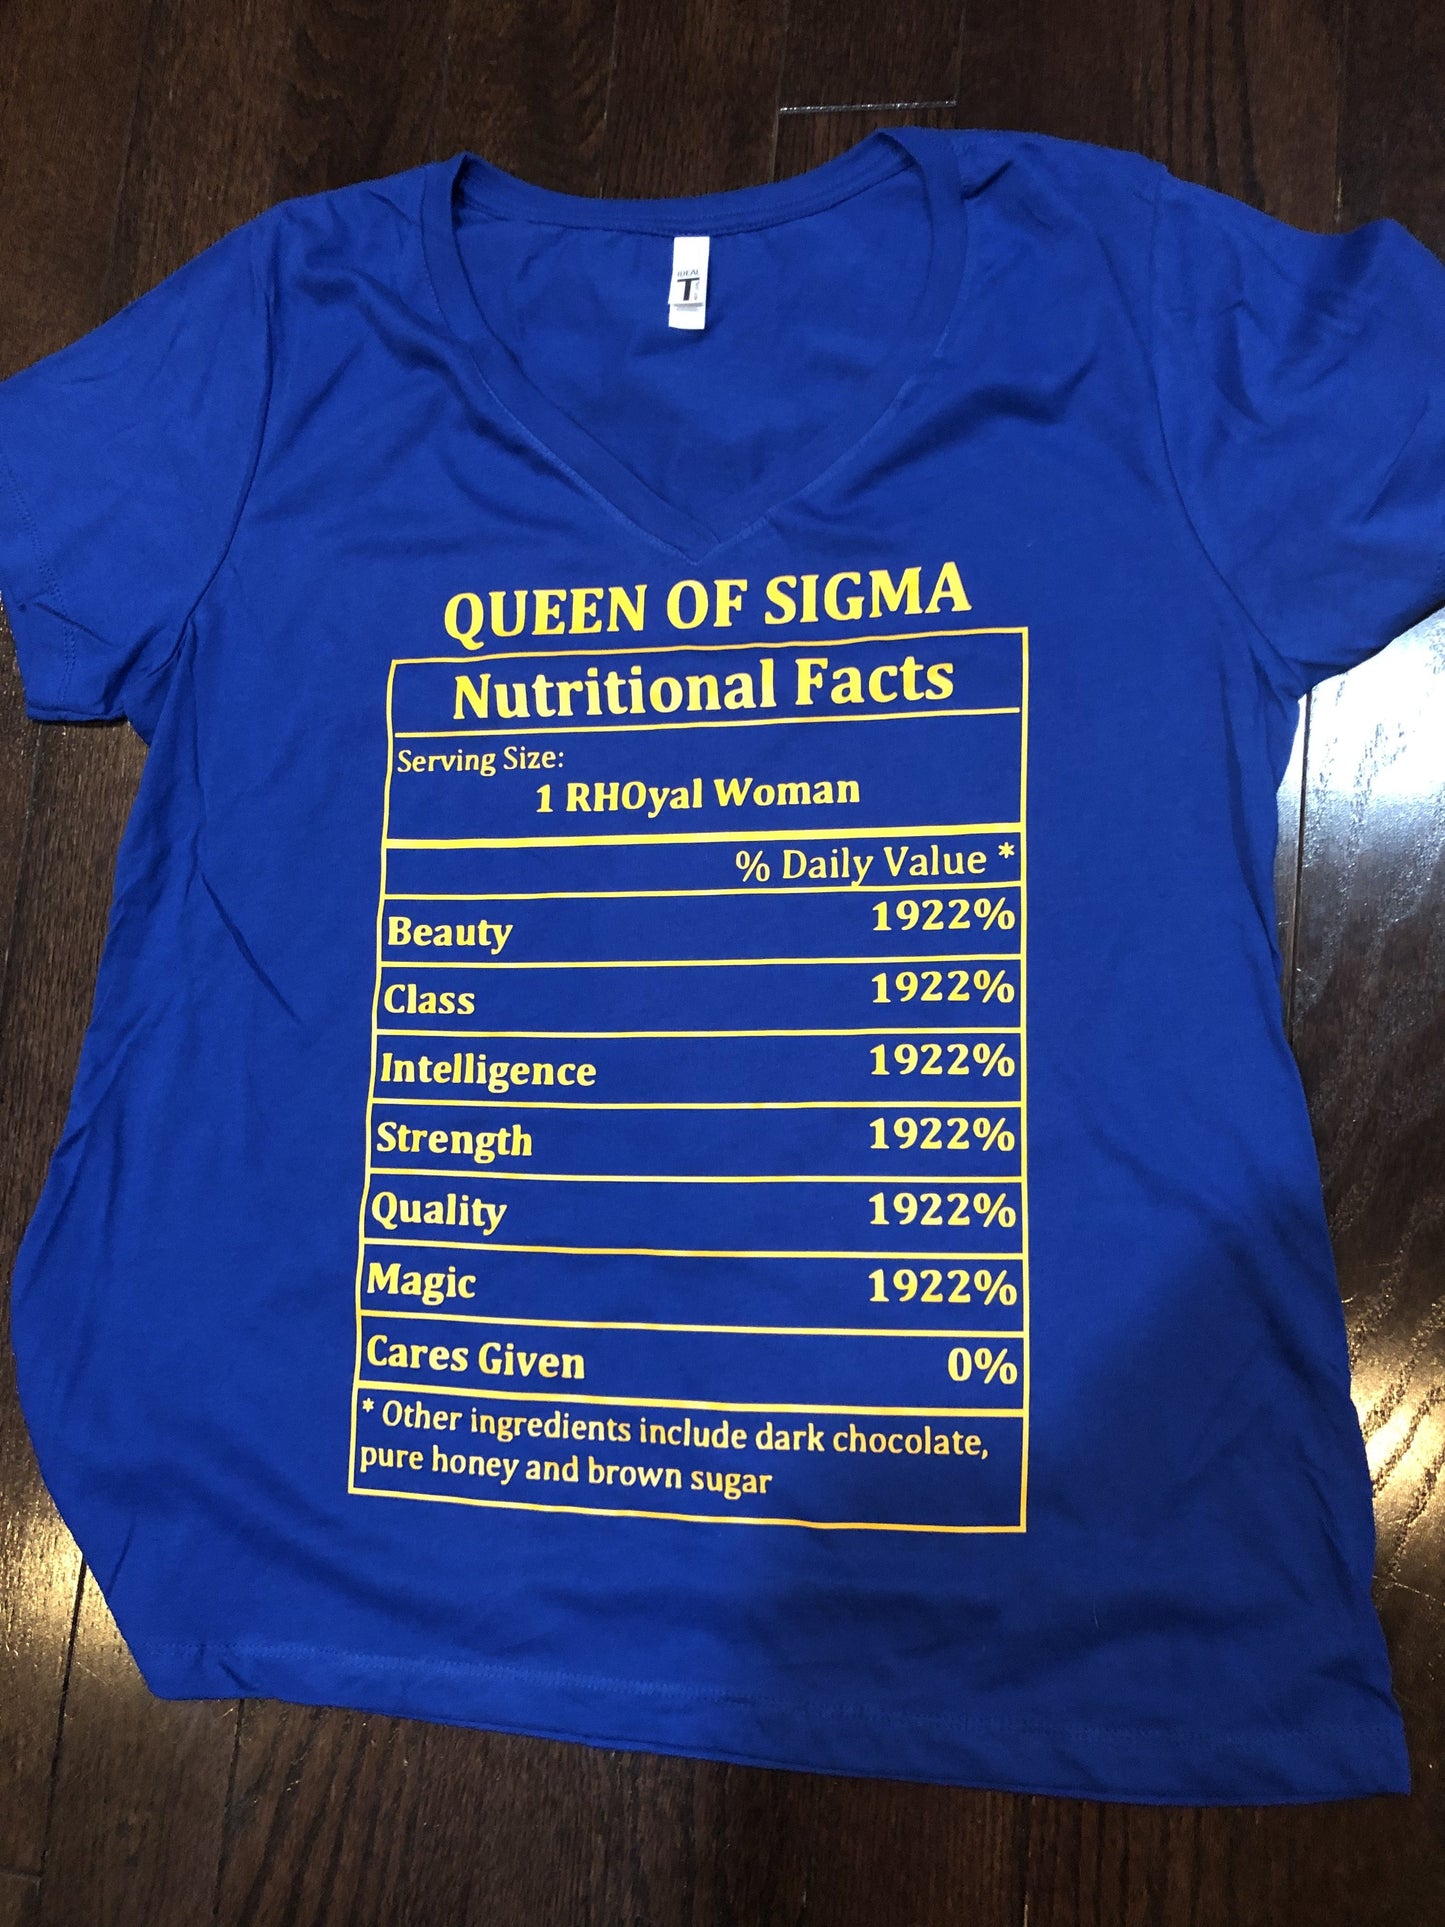 IDEAL
T
QUEEN OF SIGMA
Nutritional Facts
Serving Size:
1 RHOyal Woman
% Daily Value *
Beauty 1922%
Class 1922%
Intelligence 1922%
Strength 1922%
Quality 1922%
Magic 1922%
Cares Given 0%
* Other ingredients include dark chocolate,
pure honey and brown sugar